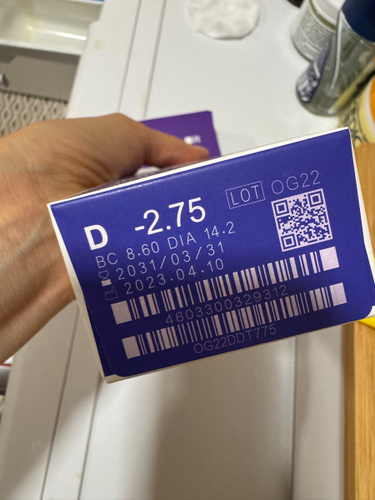 D -2.75 LOT OG22
BC 8.60 DIA 14.2
2031/03/31
2023.04.10
4603300329312
OG22DDT775